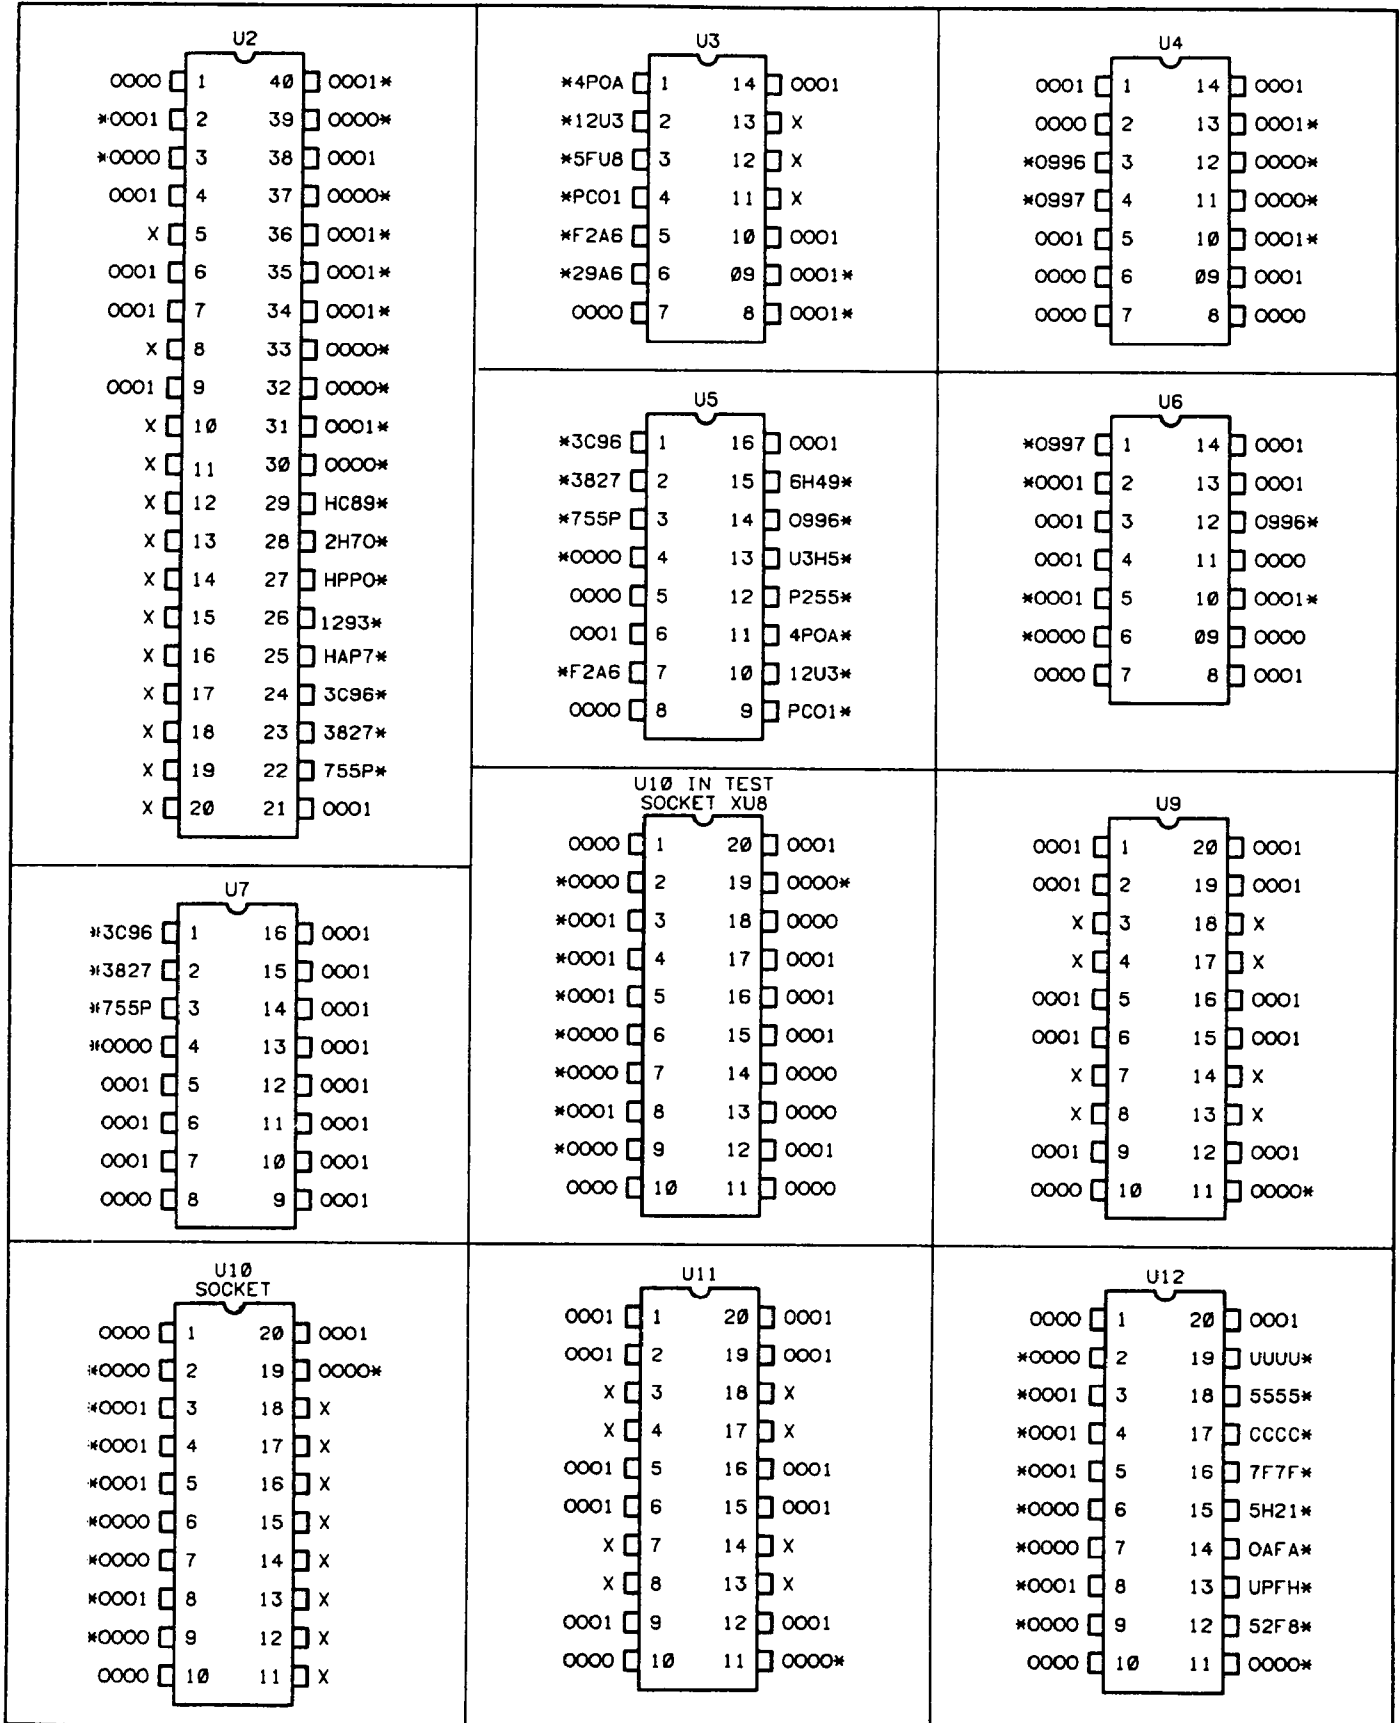 U2
0000 1 40 0001*
*0001 2 39 0000*
*0000 3 38 0001
0001 4 37 0000*
X 5 36 0001*
0001 6 35 0001*
0001 7 34 0001*
X 8 33 0000*
0001 9 32 0000*
X 10 31 0001*
X 11 30 0000*
X 12 29 HC89*
X 13 28 2H70*
X 14 27 HPP0*
X 15 26 1293*
X 16 25 HAP7*
X 17 24 3C96*
X 18 23 3827*
X 19 22 755P*
X 20 21 0001
U3
*4P0A 1 14 0001
*12U3 2 13 X
*5FU8 3 12 X
*PC01 4 11 X
*F2A6 5 10 0001
*29A6 6 09 0001*
0000 7 8 0001*
U4
0001 1 14 0001
0000 2 13 0001*
*0996 3 12 0000*
*0997 4 11 0000*
0001 5 10 0001*
0000 6 09 0001
0000 7 8 0000
U5
*3C96 1 16 0001
*3827 2 15 6H49*
*755P 3 14 0996*
*0000 4 13 U3H5*
0000 5 12 P255*
0001 6 11 4P0A*
*F2A6 7 10 12U3*
0000 8 9 PC01*
U6
*0997 1 14 0001
*0001 2 13 0001
0001 3 12 0996*
0001 4 11 0000
*0001 5 10 0001*
*0000 6 09 0000
0000 7 8 0001
U7
*3C96 1 16 0001
*3827 2 15 0001
*755P 3 14 0001
*0000 4 13 0001
0001 5 12 0001
0001 6 11 0001
0001 7 10 0001
0000 8 9 0001
U10 IN TEST
SOCKET XU8
0000 1 20 0001
*0000 2 19 0000*
*0001 3 18 0000
*0001 4 17 0001
*0001 5 16 0001
*0000 6 15 0001
*0000 7 14 0000
*0001 8 13 0000
*0000 9 12 0001
0000 10 11 0000
U9
0001 1 20 0001
0001 2 19 0001
X 3 18 X
X 4 17 X
0001 5 16 0001
0001 6 15 0001
X 7 14 X
X 8 13 X
0001 9 12 0001
0000 10 11 0000*
U10
SOCKET
0000 1 20 0001
*0000 2 19 0000*
*0001 3 18 X
*0001 4 17 X
*0001 5 16 X
*0000 6 15 X
*0000 7 14 X
*0001 8 13 X
*0000 9 12 X
0000 10 11 X
U11
0001 1 20 0001
0001 2 19 0001
X 3 18 X
X 4 17 X
0001 5 16 0001
0001 6 15 0001
X 7 14 X
X 8 13 X
0001 9 12 0001
0000 10 11 0000*
U12
0000 1 20 0001
*0000 2 19 UUUU*
*0001 3 18 5555*
*0001 4 17 CCCC*
*0001 5 16 7F7F*
*0000 6 15 5H21*
*0000 7 14 0AFA*
*0001 8 13 UPFH*
*0000 9 12 52F8*
0000 10 11 0000*